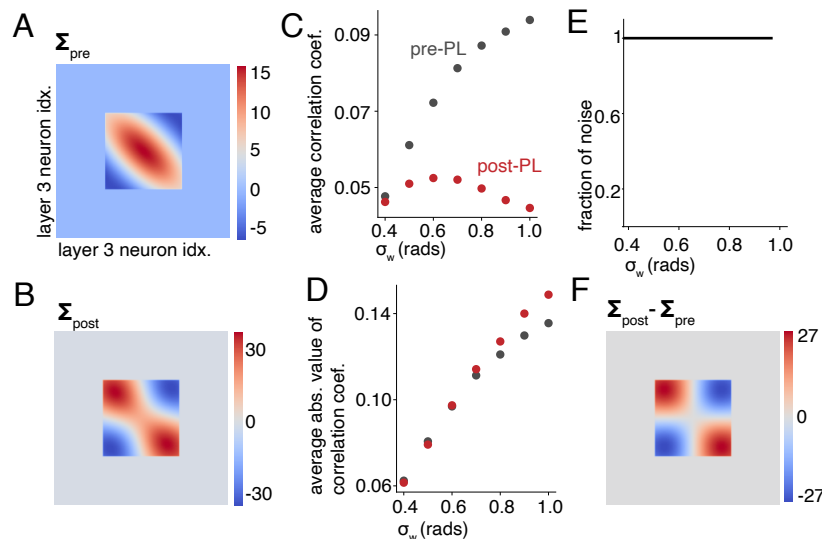 A
Σpre
layer 3 neuron idx.
layer 3 neuron idx.
15
10
5
0
-5
B
Σpost
30
0
-30
C
average correlation coef.
0.09
0.07
0.05
pre-PL
post-PL
0.4
0.6
0.8
1.0
σw (rads)
D
average abs. value of
correlation coef.
0.14
0.10
0.06
0.4
0.6
0.8
1.0
σw (rads)
E
fraction of noise
1
0.6
0.2
0.4
0.6
0.8
1.0
σw (rads)
F
Σpost- Σpre
27
0
-27